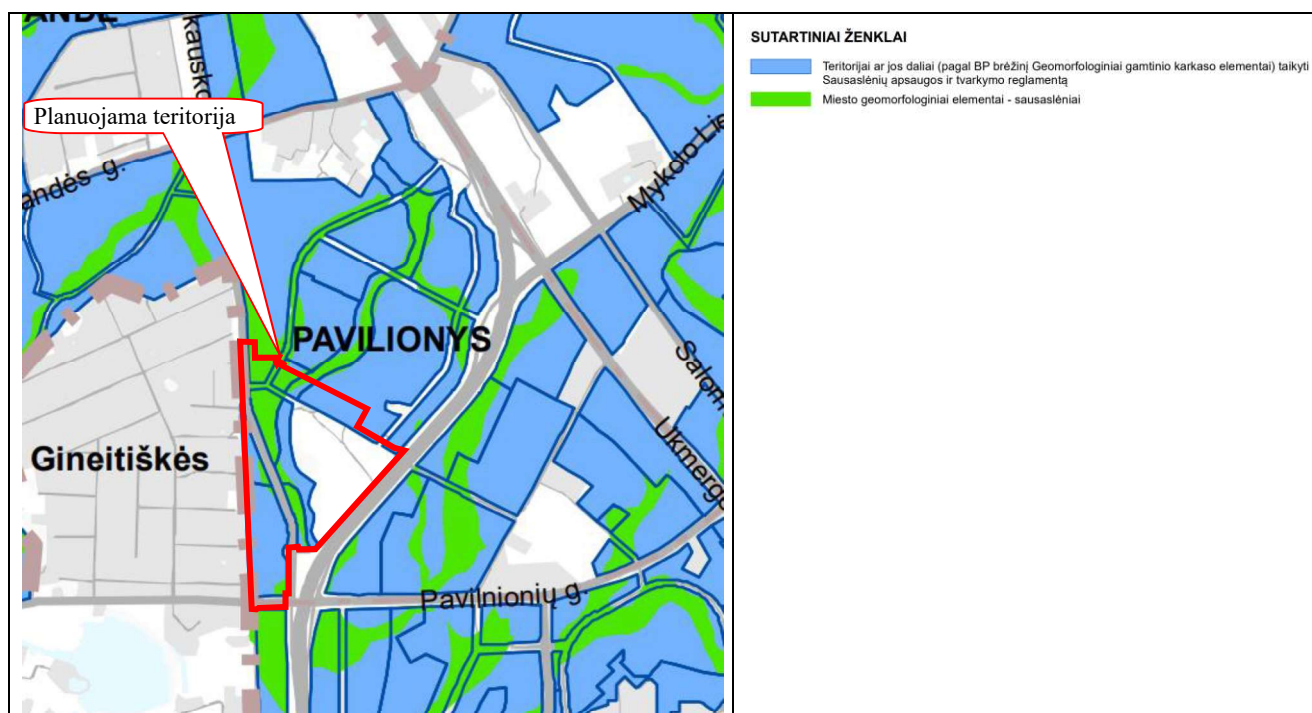 ANDĖ
kausko
Planuojama teritorija
andės g.
Mykolo Lie
PAVILIONYS
Salom
Gineitiškės
Ukmergė
Pavilnionių g.
SUTARTINIAI ŽENKLAI
Teritorijai ar jos daliai (pagal BP brėžinį Geomorfologiniai gamtinio karkaso elementai) taikyti
Sausaslėnių apsaugos ir tvarkymo reglamentą
Miesto geomorfologiniai elementai - sausaslėniai